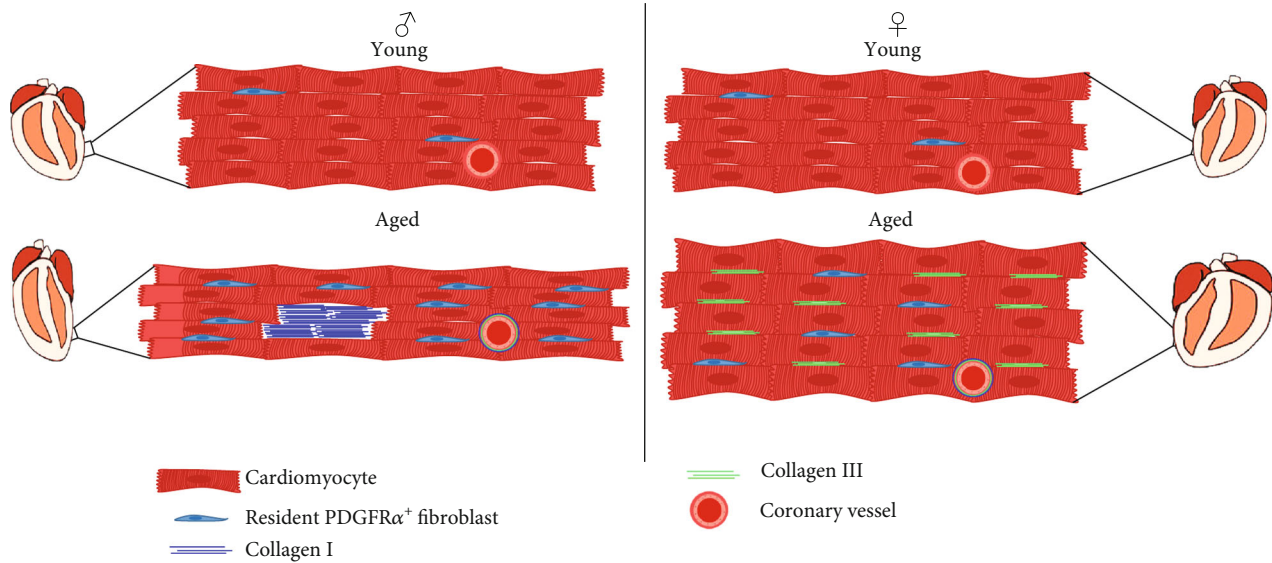 ♂
Young
♀
Young
Aged
Aged
Cardiomyocyte
Resident PDGFRα⁺ fibroblast
Collagen I
Collagen III
Coronary vessel